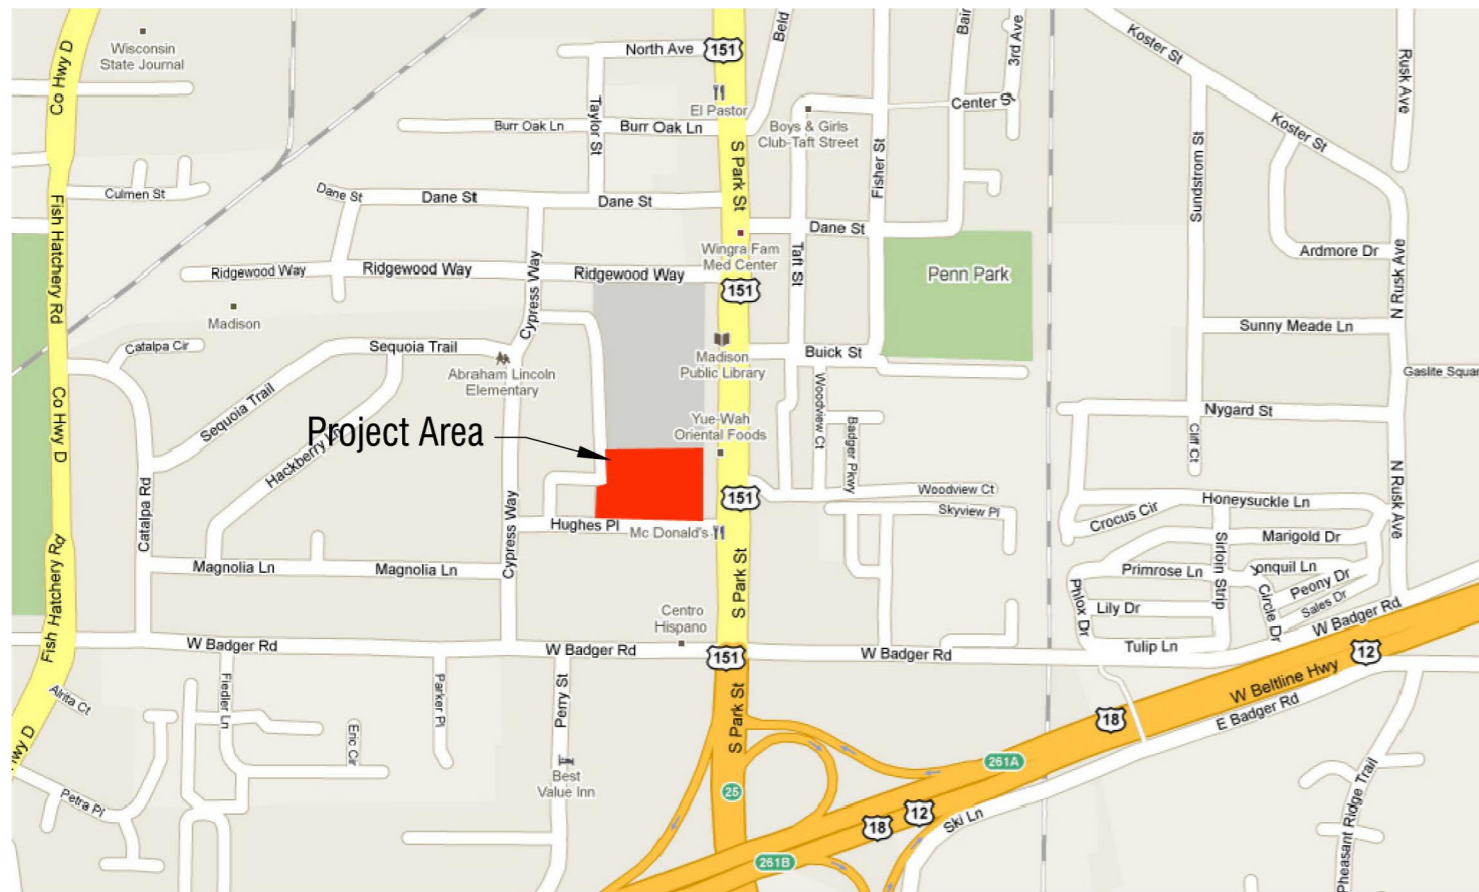 Wisconsin
State Journal
Co Hwy D
North Ave
151
Beld
Bair
3rd Ave
Koster St
Rusk Ave
El Pastor
Taylor St
Burr Oak Ln
Burr Oak Ln
Boys & Girls
Club-Taft Street
Center St
Koster St
S Park St
Fisher St
Sundstrom St
Culmen St
Dane St
Dane St
Dane St
Dane St
Fish Hatchery Rd
Wingra Fam
Med Center
Taft St
Penn Park
Ardmore Dr
N Rusk Ave
Ridgewood Way
Ridgewood Way
Ridgewood Way
Cypress Way
151
Madison
Sunny Meade Ln
Catalpa Cir
Sequoia Trail
Abraham Lincoln
Elementary
Madison
Public Library
Buick St
Gaslite Squar
Co Hwy D
Sequoia Trail
Hackberry Ln
Project Area
Yue-Wah
Oriental Foods
Woodview Ct
Badger Pkwy
Nygard St
Cliff Ct
N Rusk Ave
Catalpa Rd
Cypress Way
151
Woodview Ct
Skyview Pl
Honeysuckle Ln
Crocus Cir
Hughes Pl
Mc Donald's
Marigold Dr
Fish Hatchery Rd
Magnolia Ln
Magnolia Ln
S Park St
Primrose Ln
Sirloin Strip
Jonquil Ln
Peony Dr
Phlox Dr
Lily Dr
Circle Dr
Sales Dr
W Badger Rd
Centro
Hispano
W Badger Rd
W Badger Rd
151
W Badger Rd
Tulip Ln
12
W Beltline Hwy
Alrita Ct
Fiedler Ln
Parker Pl
Perry St
S Park St
18
E Badger Rd
Eric Cir
Hwy D
261A
Best
Value Inn
Petra Pl
25
12
18
Ski Ln
Pheasant Ridge Trail
261B